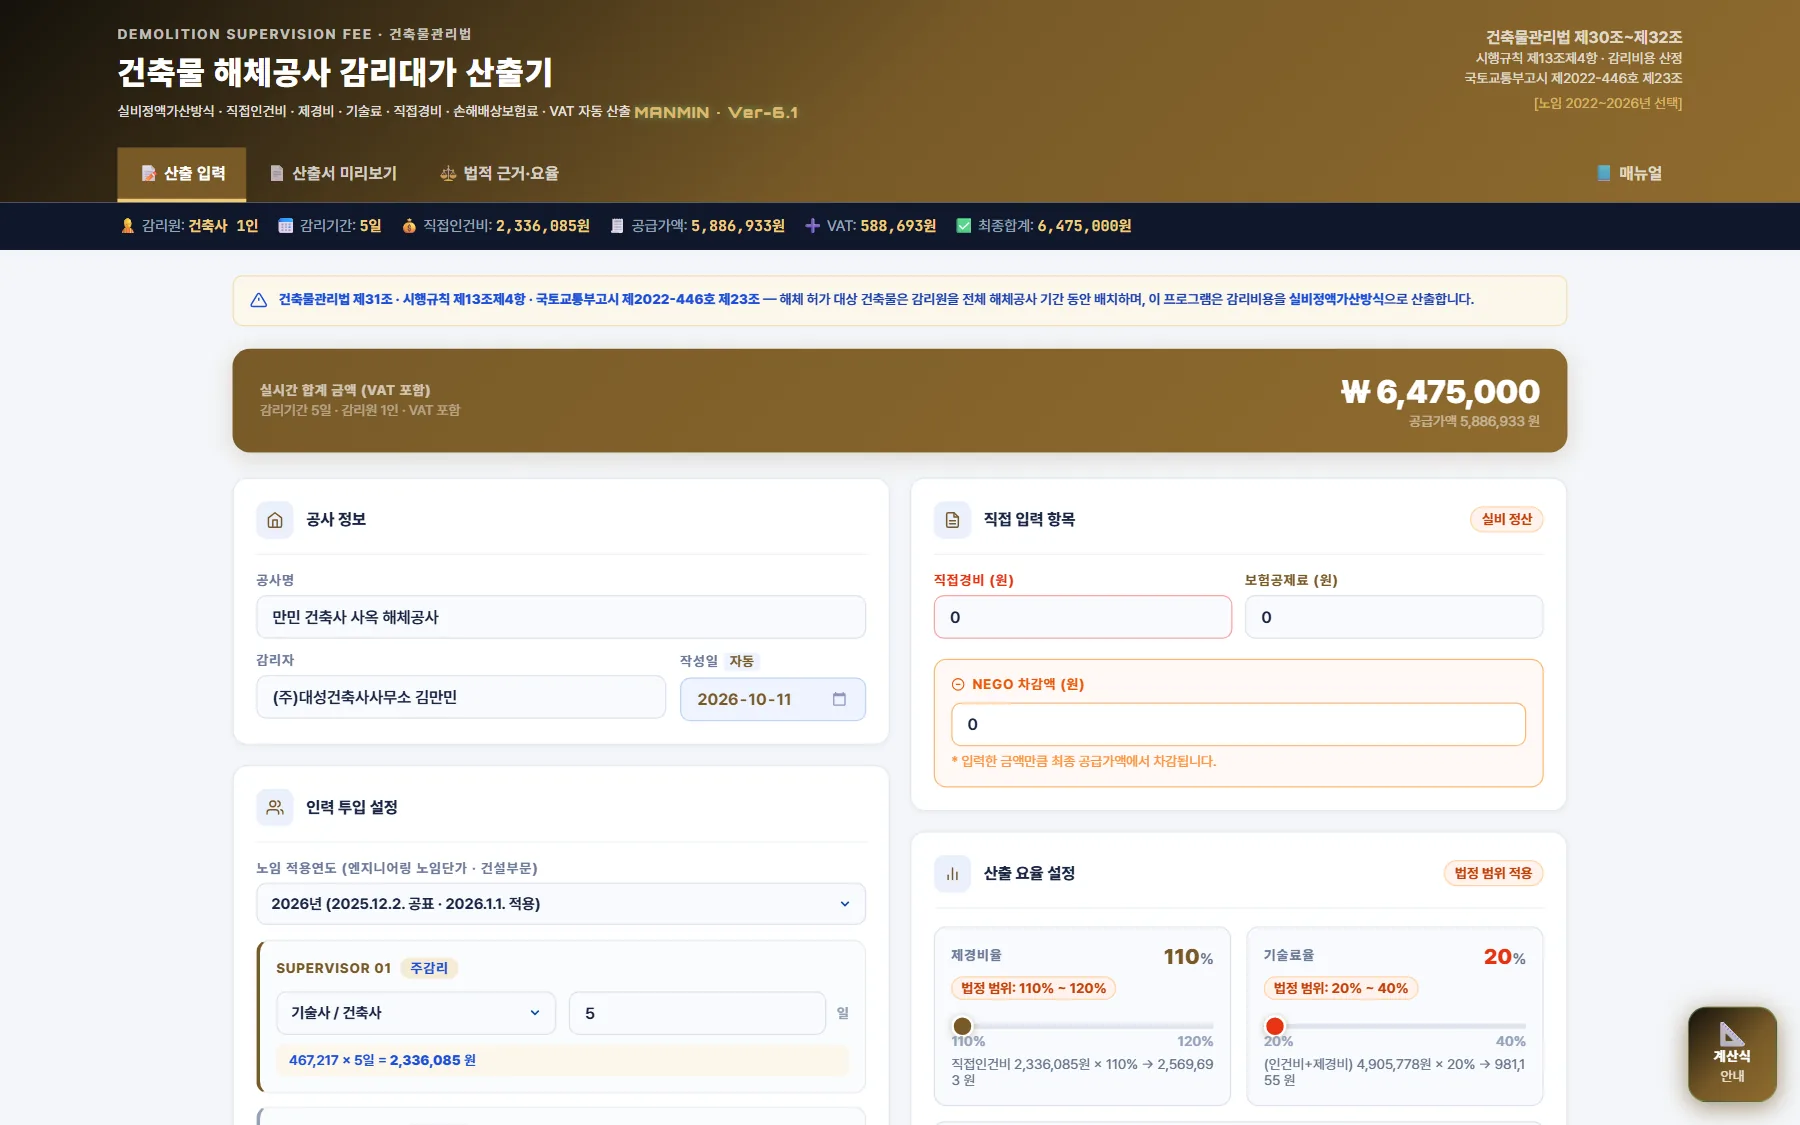 DEMOLITION SUPERVISION FEE · 건축물관리법
건축물 해체공사 감리대가 산출기
실비정액가산방식 · 직접인건비 · 제경비 · 기술료 · 직접경비 · 손해배상보험료 · VAT 자동 산출 MANMIN · Ver-6.1
건축물관리법 제30조~제32조
시행규칙 제13조제4항 · 감리비용 산정
국토교통부고시 제2022-446호 제23조
[노임 2022~2026년 선택]
산출 입력
산출서 미리보기
법적 근거·요율
매뉴얼
감리원: 건축사 1인
감리기간: 5일
직접인건비: 2,336,085원
공급가액: 5,886,933원
VAT: 588,693원
최종합계: 6,475,000원
건축물관리법 제31조 · 시행규칙 제13조제4항 · 국토교통부고시 제2022-446호 제23조 — 해체 허가 대상 건축물은 감리원을 전체 해체공사 기간 동안 배치하며, 이 프로그램은 감리비용을 실비정액가산방식으로 산출합니다.
실시간 합계 금액 (VAT 포함)
감리기간 5일 · 감리원 1인 · VAT 포함
₩ 6,475,000
공급가액 5,886,933 원
공사 정보
공사명
만민 건축사 사옥 해체공사
감리자
(주)대성건축사사무소 김만민
작성일 자동
2026-10-11
인력 투입 설정
노임 적용연도 (엔지니어링 노임단가 · 건설부문)
2026년 (2025.12.2. 공표 · 2026.1.1. 적용)
SUPERVISOR 01 주감리
기술사 / 건축사
5
일
467,217 × 5일 = 2,336,085 원
직접 입력 항목
실비 정산
직접경비 (원)
0
보험공제료 (원)
0
NEGO 차감액 (원)
0
* 입력한 금액만큼 최종 공급가액에서 차감됩니다.
산출 요율 설정
법정 범위 적용
제경비율
110%
법정 범위: 110% ~ 120%
110%
120%
직접인건비 2,336,085원 × 110% → 2,569,69
3 원
기술료율
20%
법정 범위: 20% ~ 40%
20%
40%
(인건비+제경비) 4,905,778원 × 20% → 981,1
55 원
계산식
안내